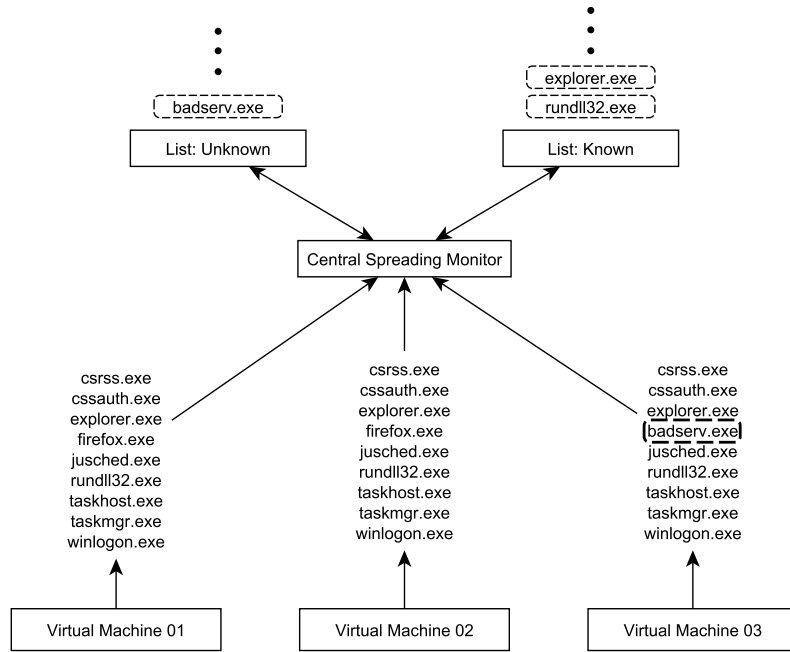 explorer.exe
badserv.exe
rundll32.exe
List: Unknown
List: Known
Central Spreading Monitor
csrss.exe
cssauth.exe
explorer.exe
firefox.exe
jusched.exe
rundll32.exe
taskhost.exe
taskmgr.exe
winlogon.exe
csrss.exe
cssauth.exe
explorer.exe
firefox.exe
jusched.exe
rundll32.exe
taskhost.exe
taskmgr.exe
winlogon.exe
csrss.exe
cssauth.exe
explorer.exe
badserv.exe
jusched.exe
rundll32.exe
taskhost.exe
taskmgr.exe
winlogon.exe
Virtual Machine 01
Virtual Machine 02
Virtual Machine 03